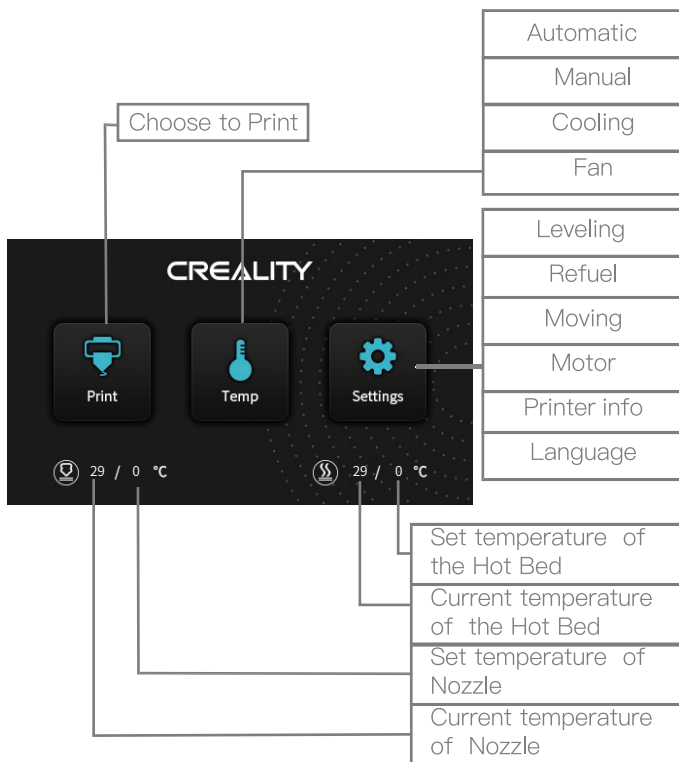 Automatic
Manual
Choose to Print
Cooling
Fan
Leveling
Refuel
Moving
Motor
Printer info
Language
CREALITY
Print
Temp
Settings
29 / 0 °C
29 / 0 °C
Set temperature of
the Hot Bed
Current temperature
of the Hot Bed
Set temperature of
Nozzle
Current temperature
of Nozzle